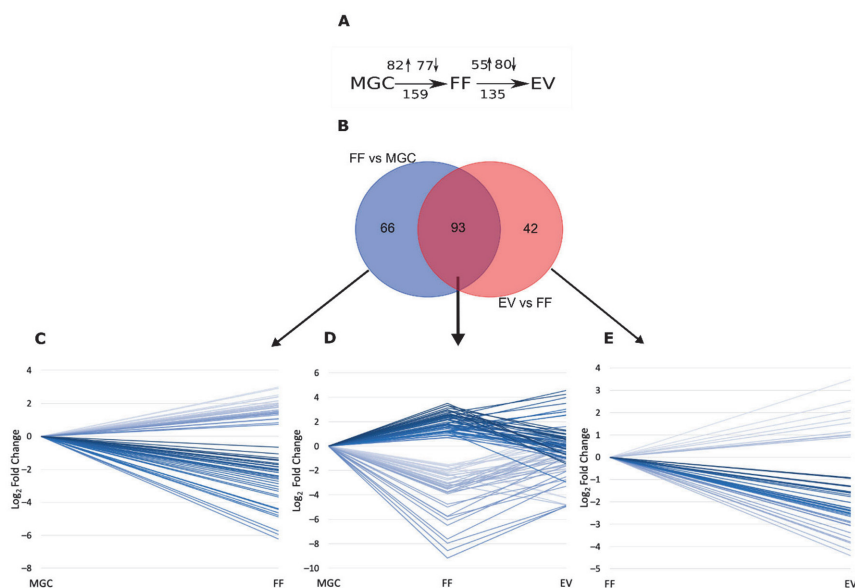 A
82↑ 77↓ 55↑80↓
MGC FF EV
159 135
B
FF vs MGC
66 93 42
EV vs FF
C D E
4
2
0
−2
−4
−6
−8
Log₂ Fold Change
MGC FF
6
4
2
0
−2
−4
−6
−8
−10
Log₂ Fold Change
MGC FF EV
4
3
2
1
0
−1
−2
−3
−4
−5
Log₂ Fold Change
FF EV